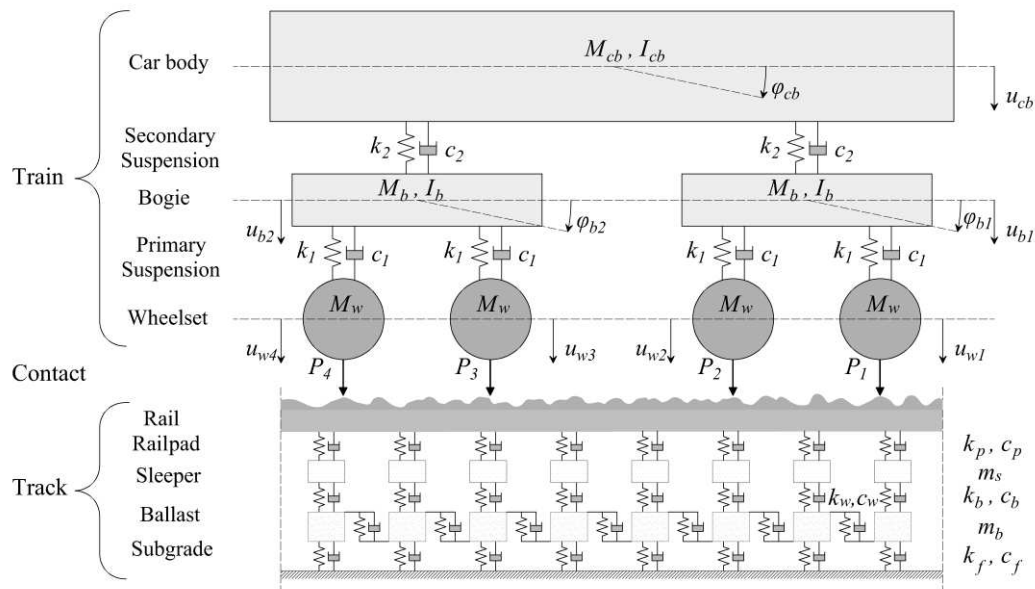 Train
Car body
M_cb , I_cb
φ_cb
u_cb
Secondary
Suspension
k_2
c_2
k_2
c_2
Bogie
M_b , I_b
M_b , I_b
u_b2
φ_b2
φ_b1
u_b1
Primary
Suspension
k_1
c_1
k_1
c_1
k_1
c_1
k_1
c_1
Wheelset
M_w
M_w
M_w
M_w
u_w4
u_w3
u_w2
u_w1
Contact
P_4
P_3
P_2
P_1
Track
Rail
Railpad
k_p , c_p
Sleeper
m_s
k_w,c_w
k_b , c_b
Ballast
m_b
Subgrade
k_f , c_f